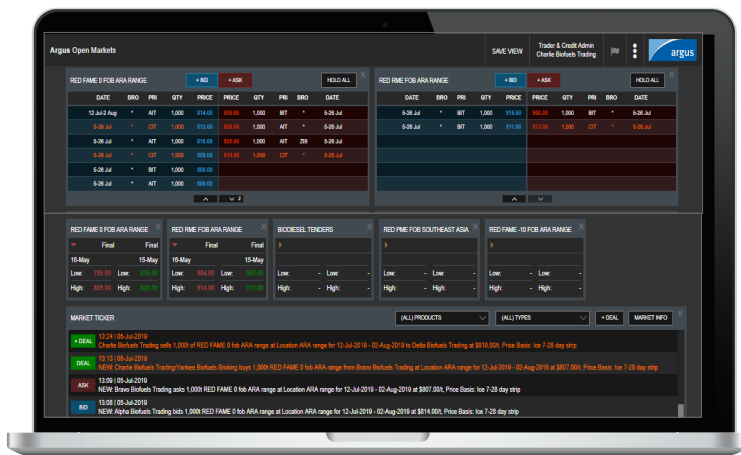 Argus Open Markets
SAVE VIEW
Trader & Credit Admin
Charlie Biofuels Trading
argus
RED FAME 0 FOB ARA RANGE + BID + ASK HOLD ALL X
DATE BRO PRI QTY PRICE PRICE QTY PRI BRO DATE
12 Jul-2 Aug * AIT 1,000 814.00 1,000 BIT * 5-26 Jul
5-26 Jul * CIT 1,000 812.00 1,000 CIT * 5-26 Jul
5-26 Jul * AIT 1,000 810.00 1,000 AIT ZIB 5-26 Jul
5-26 Jul * CIT 1,000 809.00 814.00 1,000 CIT * 5-26 Jul
5-26 Jul * BIT 1,000 808.00
5-26 Jul * AIT 1,000 808.00
2
RED RME FOB ARA RANGE + BID + ASK HOLD ALL X
DATE BRO PRI QTY PRICE PRICE QTY PRI BRO DATE
5-26 Jul * BIT 1,000 915.00 900.00 1,000 BIT * 5-26 Jul
5-26 Jul * BIT 1,000 911.00 913.00 1,000 CIT * 5-26 Jul
RED FAME 0 FOB ARA RANGE X
Final Final
16-May 15-May
Low: 799.00 Low: 810.00
High: 809.00 High: 820.00
RED RME FOB ARA RANGE X
Final Final
16-May 15-May
Low: 904.00 Low: 903.00
High: 914.00 High: 913.00
BIODIESEL TENDERS X
Low: - Low: -
High: - High: -
RED PME FOB SOUTHEAST ASIA X
Low: - Low: -
High: - High: -
RED FAME -10 FOB ARA RANGE X
Low: - Low: -
High: - High: -
MARKET TICKER (ALL) PRODUCTS (ALL) TYPES + DEAL MARKET INFO X
+ DEAL 13:24 | 05-Jul-2019
Charlie Biofuels Trading sells 1,000t of RED FAME 0 fob ARA range at Location ARA range for 12-Jul-2019 - 02-Aug-2019 at $810.00/t to Delta Biofuels Trading at $810.00/t, Price Basis: Ice 7-28 day strip
DEAL 13:13 | 05-Jul-2019
NEW: Charlie Biofuels Trading/Yankee Biofuels Broking buys 1,000t RED FAME 0 fob ARA range from Bravo Biofuels Trading at Location ARA range for 12-Jul-2019 - 02-Aug-2019 at $807.00/t, Price Basis: Ice 7-28 day strip
ASK 13:09 | 05-Jul-2019
NEW: Bravo Biofuels Trading asks 1,000t RED FAME 0 fob ARA range at Location ARA range for 12-Jul-2019 - 02-Aug-2019 at $807.00/t, Price Basis: Ice 7-28 day strip
BID 13:08 | 05-Jul-2019
NEW: Alpha Biofuels Trading bids 1,000t RED FAME 0 fob ARA range at Location ARA range for 12-Jul-2019 - 02-Aug-2019 at $814.00/t, Price Basis: Ice 7-28 day strip